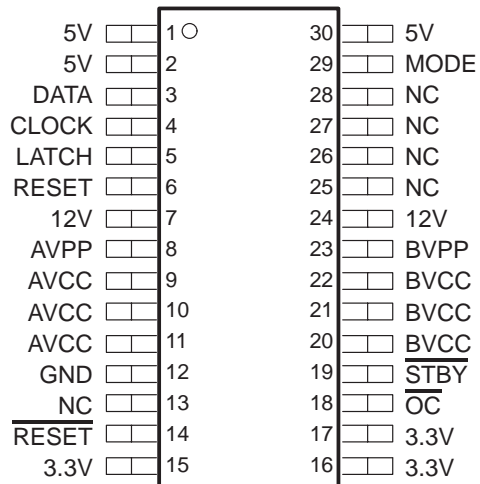 5V 1 30 5V
5V 2 29 MODE
DATA 3 28 NC
CLOCK 4 27 NC
LATCH 5 26 NC
RESET 6 25 NC
12V 7 24 12V
AVPP 8 23 BVPP
AVCC 9 22 BVCC
AVCC 10 21 BVCC
AVCC 11 20 BVCC
GND 12 19 STBY
NC 13 18 OC
RESET 14 17 3.3V
3.3V 15 16 3.3V